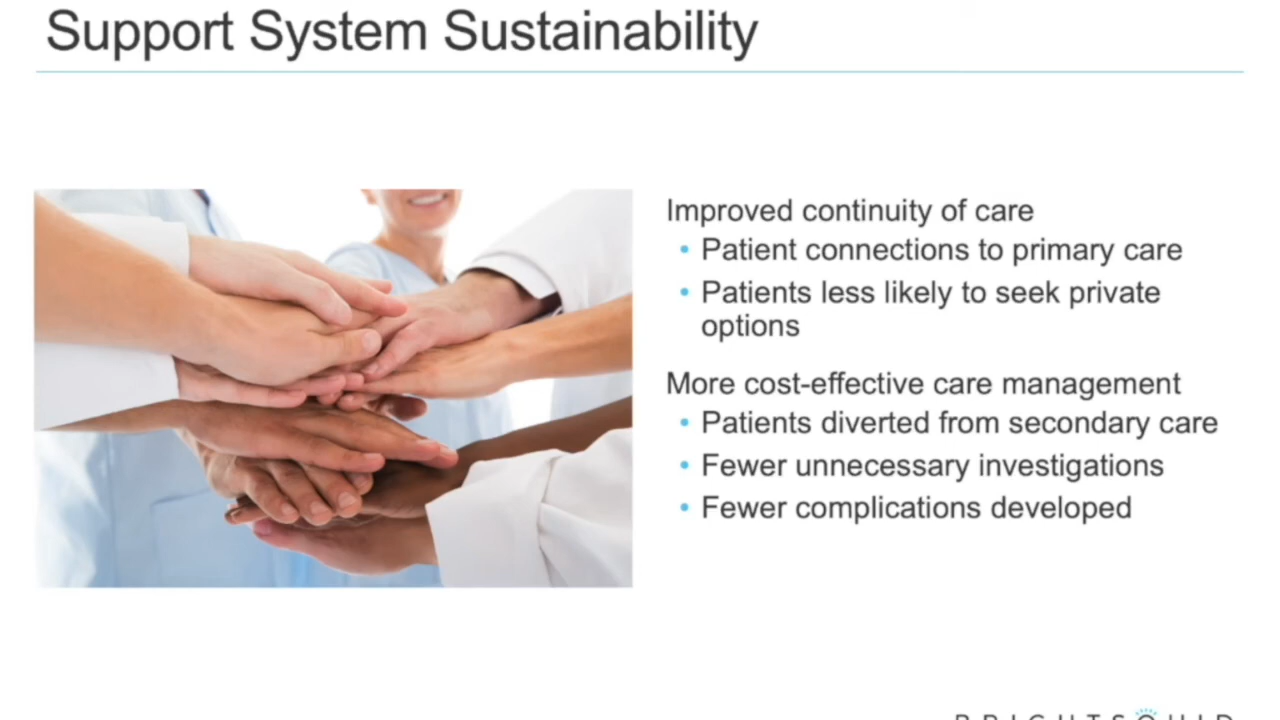 Support System Sustainability
Improved continuity of care
• Patient connections to primary care
• Patients less likely to seek private
options
More cost-effective care management
• Patients diverted from secondary care
• Fewer unnecessary investigations
• Fewer complications developed
BRIGHTSQUID